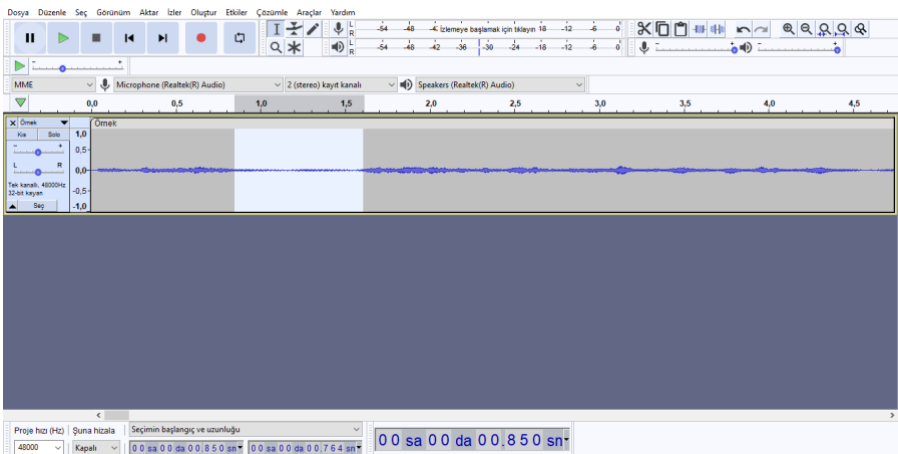 Dosya Düzenle Seç Görünüm Aktar İzler Oluştur Etkiler Çözümle Araçlar Yardım
L R -54 -48 -42 İzlemeye başlamak için tıklayın 18 -12 -6 0
L R -54 -48 -42 -36 -30 -24 -18 -12 -6 0
MME Microphone (Realtek(R) Audio) 2 (stereo) kayıt kanalı Speakers (Realtek(R) Audio)
0,0 0,5 1,0 1,5 2,0 2,5 3,0 3,5 4,0 4,5
X Örnek Örnek
Kıs Solo 1,0
- + 0,5
L R 0,0
Tek kanallı, 48000Hz
32-bit kayan -0,5
Seç -1,0
Proje hızı (Hz) Şuna hizala Seçimin başlangıç ve uzunluğu
48000 Kapalı 00 sa 00 da 00,850 sn 00 sa 00 da 00,764 sn 00 sa 00 da 00,850 sn